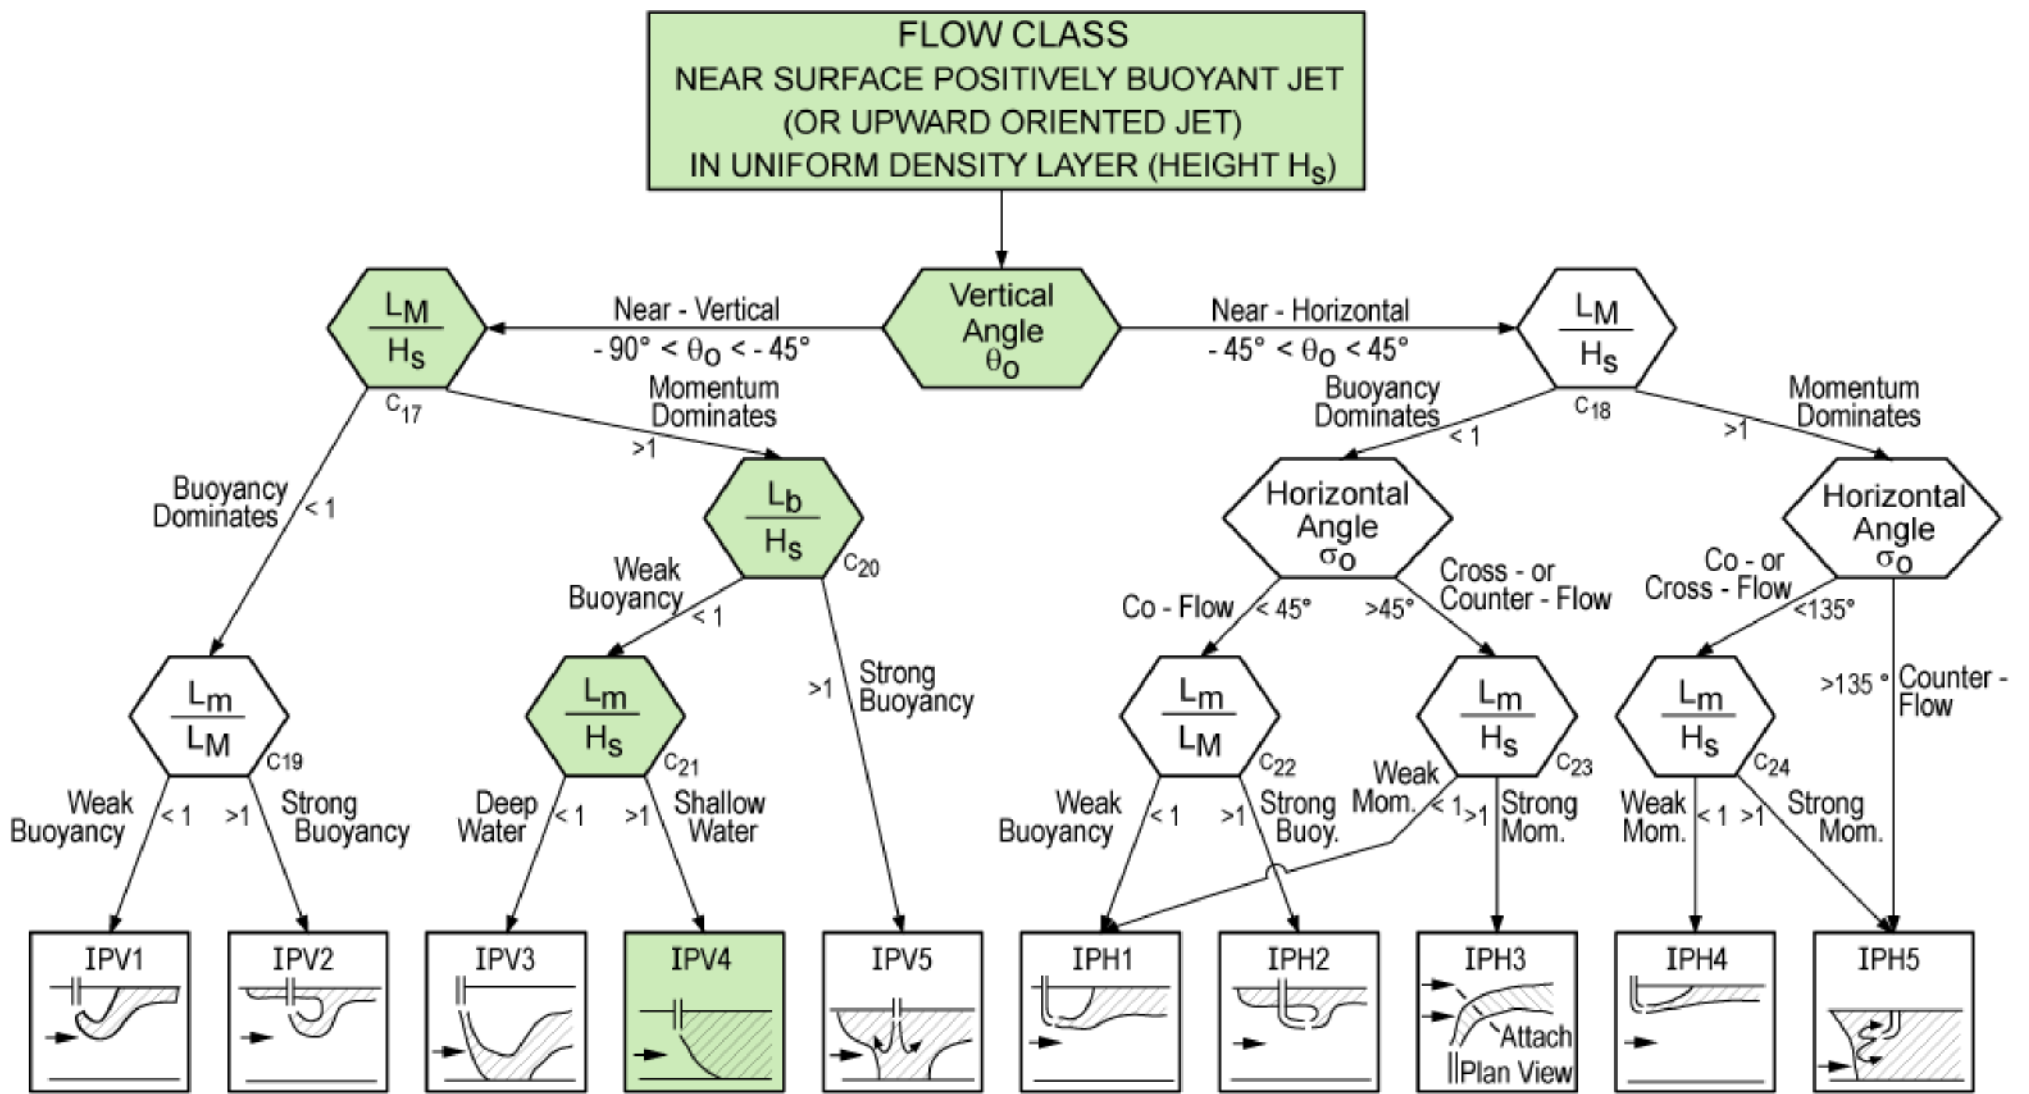 FLOW CLASS
NEAR SURFACE POSITIVELY BUOYANT JET
(OR UPWARD ORIENTED JET)
IN UNIFORM DENSITY LAYER (HEIGHT Hs)
LM
Hs
C17
Near - Vertical
- 90° < θo < - 45°
Vertical
Angle
θo
Near - Horizontal
- 45° < θo < 45°
LM
Hs
C18
Momentum
Dominates
>1
Buoyancy
Dominates
< 1
Buoyancy
Dominates
< 1
Momentum
Dominates
>1
Lb
Hs
C20
Horizontal
Angle
σo
Horizontal
Angle
σo
Weak
Buoyancy
< 1
Strong
Buoyancy
>1
Co - Flow
< 45°
>45°
Cross - or
Counter - Flow
Co - or
Cross - Flow
<135°
>135 °
Counter -
Flow
Lm
LM
C19
Lm
Hs
C21
Lm
LM
C22
Lm
Hs
C23
Lm
Hs
C24
Weak
Buoyancy
< 1
>1
Strong
Buoyancy
Deep
Water
< 1
>1
Shallow
Water
Weak
Buoyancy
< 1
>1
Strong
Buoy.
Weak
Mom.
< 1
>1
Strong
Mom.
Weak
Mom.
< 1
>1
Strong
Mom.
IPV1
IPV2
IPV3
IPV4
IPV5
IPH1
IPH2
IPH3
Attach
Plan View
IPH4
IPH5